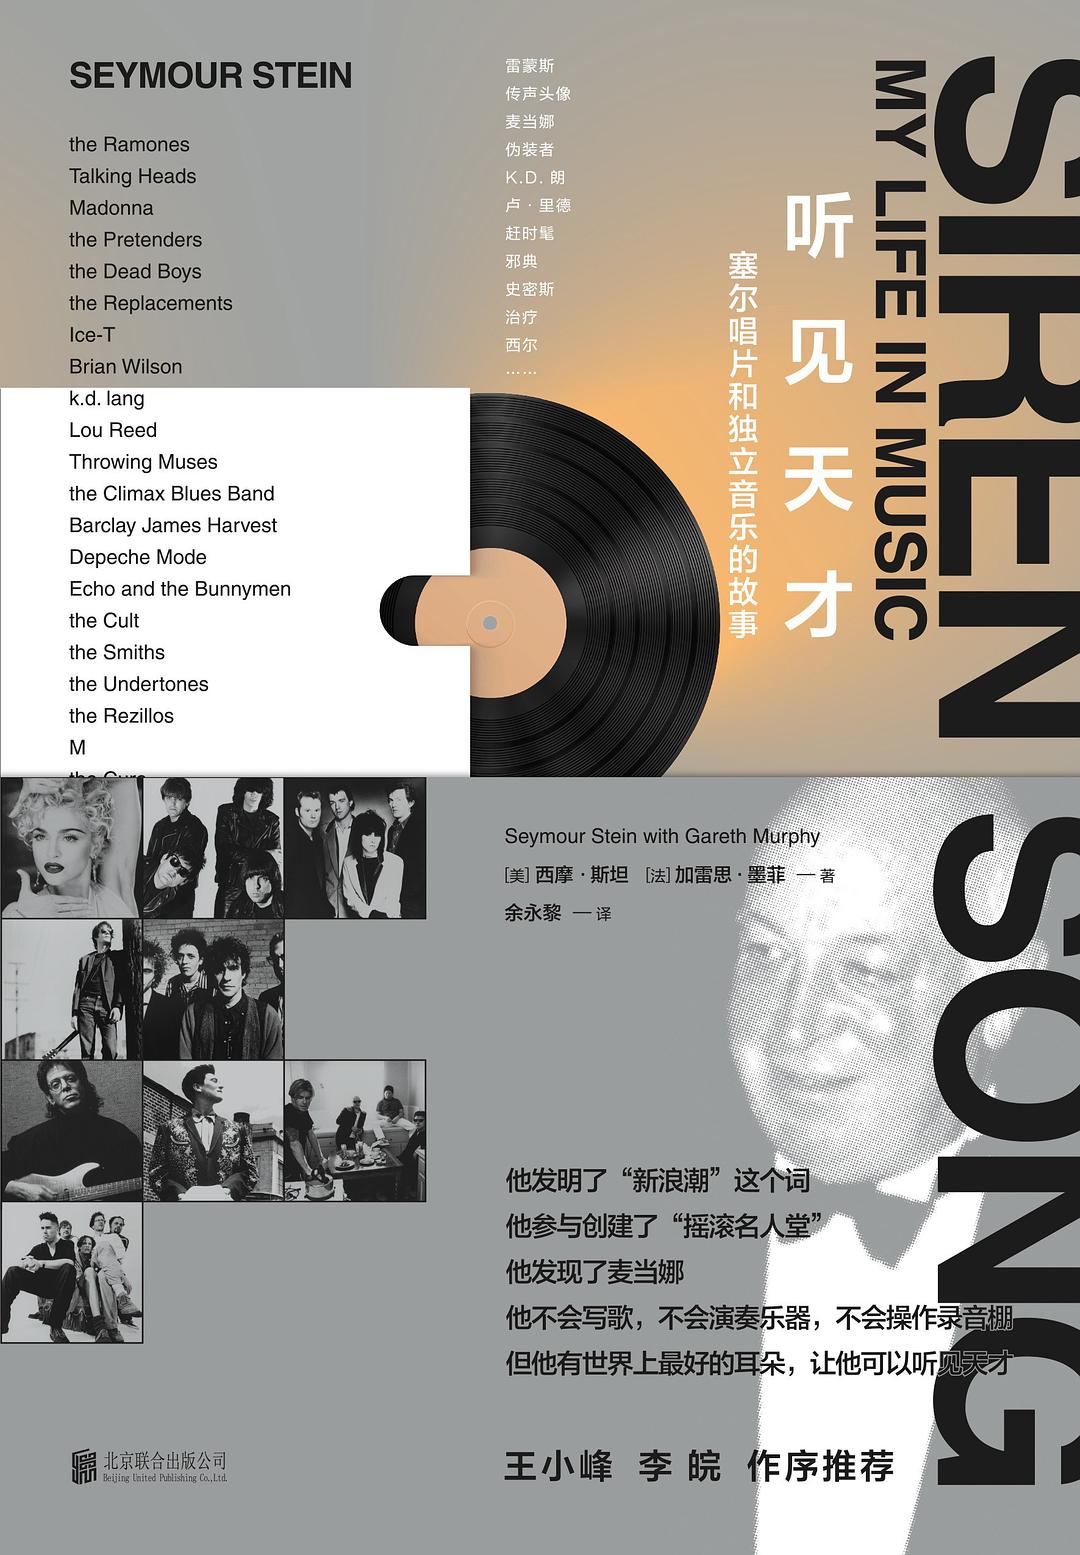 SEYMOUR STEIN
the Ramones
Talking Heads
Madonna
the Pretenders
the Dead Boys
the Replacements
Ice-T
Brian Wilson
k.d. lang
Lou Reed
Throwing Muses
the Climax Blues Band
Barclay James Harvest
Depeche Mode
Echo and the Bunnymen
the Cult
the Smiths
the Undertones
the Rezillos
M
the Cure
雷蒙斯
传声头像
麦当娜
伪装者
K.D. 朗
卢·里德
赶时髦
邪典
史密斯
治疗
西尔
……
听见天才
塞尔唱片和独立音乐的故事
SIREN SONG
MY LIFE IN MUSIC
Seymour Stein with Gareth Murphy
[美] 西摩·斯坦 [法] 加雷思·墨菲 — 著
余永黎 — 译
他发明了“新浪潮”这个词
他参与创建了“摇滚名人堂”
他发现了麦当娜
他不会写歌，不会演奏乐器，不会操作录音棚
但他有世界上最好的耳朵，让他可以听见天才
王小峰 李皖 作序推荐
北京联合出版公司
Beijing United Publishing Co.,Ltd.